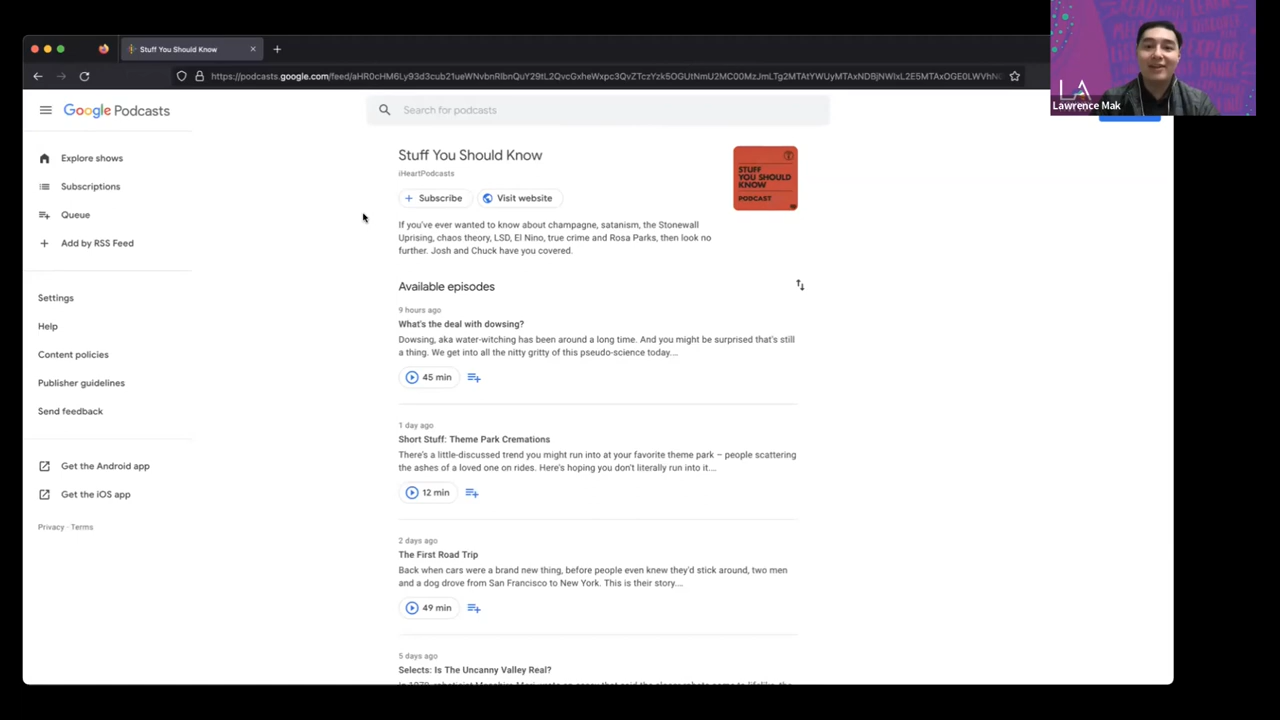 Stuff You Should Know
Lawrence Mak
Google Podcasts
Search for podcasts
Explore shows
Subscriptions
Queue
Add by RSS Feed
Settings
Help
Content policies
Publisher guidelines
Send feedback
Get the Android app
Get the iOS app
Privacy · Terms
Stuff You Should Know
iHeartPodcasts
Subscribe
Visit website
STUFF
YOU SHOULD
KNOW
PODCAST
If you've ever wanted to know about champagne, satanism, the Stonewall
Uprising, chaos theory, LSD, El Nino, true crime and Rosa Parks, then look no
further. Josh and Chuck have you covered.
Available episodes
9 hours ago
What's the deal with dowsing?
Dowsing, aka water-witching has been around a long time. And you might be surprised that's still
a thing. We get into all the nitty gritty of this pseudo-science today....
45 min
1 day ago
Short Stuff: Theme Park Cremations
There's a little-discussed trend you might run into at your favorite theme park – people scattering
the ashes of a loved one on rides. Here's hoping you don't literally run into it....
12 min
2 days ago
The First Road Trip
Back when cars were a brand new thing, before people even knew they'd stick around, two men
and a dog drove from San Francisco to New York. This is their story....
49 min
5 days ago
Selects: Is The Uncanny Valley Real?